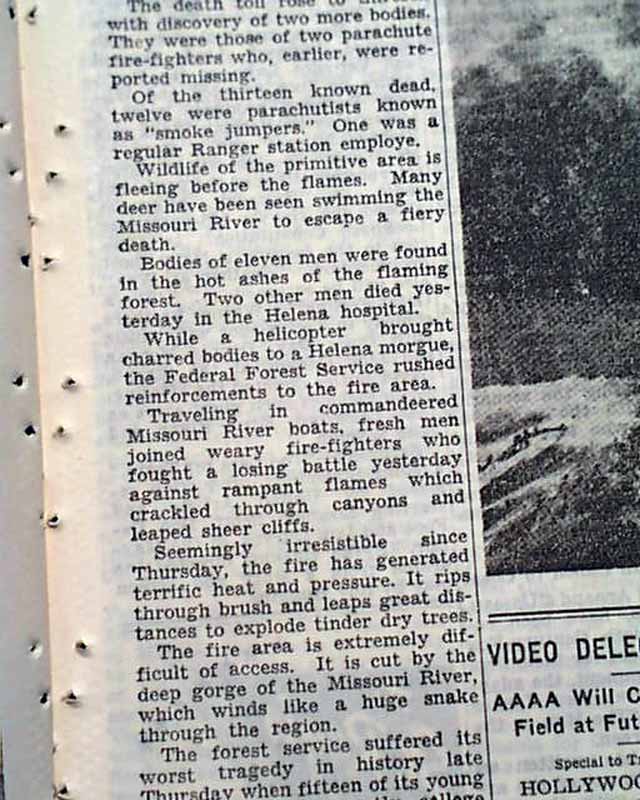 The death toll rose to
with discovery of two more bodies.
They were those of two parachute
fire-fighters who, earlier, were re-
ported missing.
Of the thirteen known dead,
twelve were parachutists known
as "smoke jumpers." One was a
regular Ranger station employe.
Wildlife of the primitive area is
fleeing before the flames. Many
deer have been seen swimming the
Missouri River to escape a fiery
death.
Bodies of eleven men were found
in the hot ashes of the flaming
forest. Two other men died yes-
terday in the Helena hospital.
While a helicopter brought
charred bodies to a Helena morgue,
the Federal Forest Service rushed
reinforcements to the fire area.
Traveling in commandeered
Missouri River boats, fresh men
joined weary fire-fighters who
fought a losing battle yesterday
against rampant flames which
crackled through canyons and
leaped sheer cliffs.
Seemingly irresistible since
Thursday, the fire has generated
terrific heat and pressure. It rips
through brush and leaps great dis-
tances to explode tinder dry trees.
The fire area is extremely dif-
ficult of access. It is cut by the
deep gorge of the Missouri River,
which winds like a huge snake
through the region.
The forest service suffered its
worst tragedy in history late
Thursday when fifteen of its young
college
VIDEO DELE
AAAA Will C
Field at Fut
Special to T
HOLLYWOO